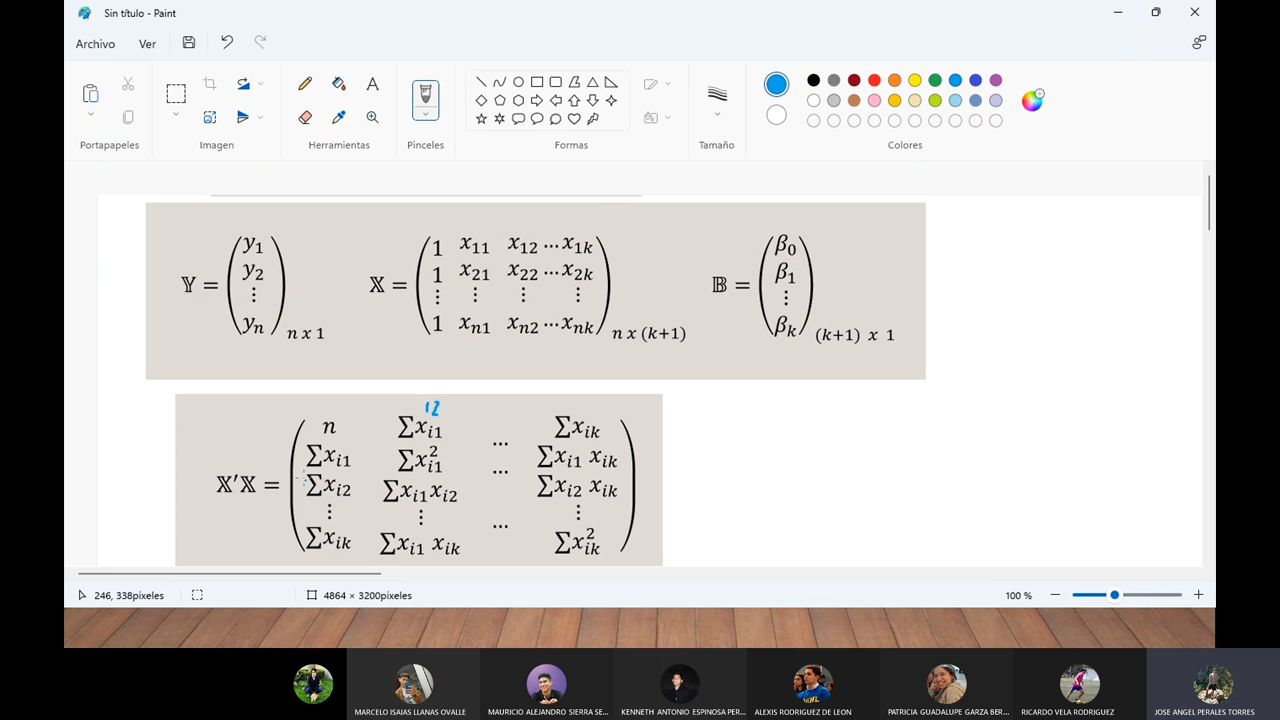 Sin título - Paint
Archivo Ver
Portapapeles Imagen Herramientas Pinceles Formas Tamaño Colores
𝕐 = (y₁ y₂ ⋮ yₙ) n x 1
𝕏 = (1 x₁₁ x₁₂ ... x₁ₖ
1 x₂₁ x₂₂ ... x₂ₖ
⋮ ⋮ ⋮ ⋮
1 xₙ₁ xₙ₂ ... xₙₖ) n x (k+1)
𝔹 = (β₀ β₁ ⋮ βₖ) (k+1) x 1
12
𝕏′𝕏 = (n ∑xᵢ₁ ... ∑xᵢₖ
∑xᵢ₁ ∑xᵢ₁² ... ∑xᵢ₁ xᵢₖ
∑xᵢ₂ ∑xᵢ₁xᵢ₂ ∑xᵢ₂ xᵢₖ
⋮ ⋮ ... ⋮
∑xᵢₖ ∑xᵢ₁ xᵢₖ ∑xᵢₖ²)
246, 338píxeles 4864 × 3200píxeles 100 %
MARCELO ISAIAS LLANAS OVALLE
MAURICIO ALEJANDRO SIERRA SE...
KENNETH ANTONIO ESPINOSA PER...
ALEXIS RODRIGUEZ DE LEON
PATRICIA GUADALUPE GARZA BER...
RICARDO VELA RODRIGUEZ
JOSE ANGEL PERALES TORRES